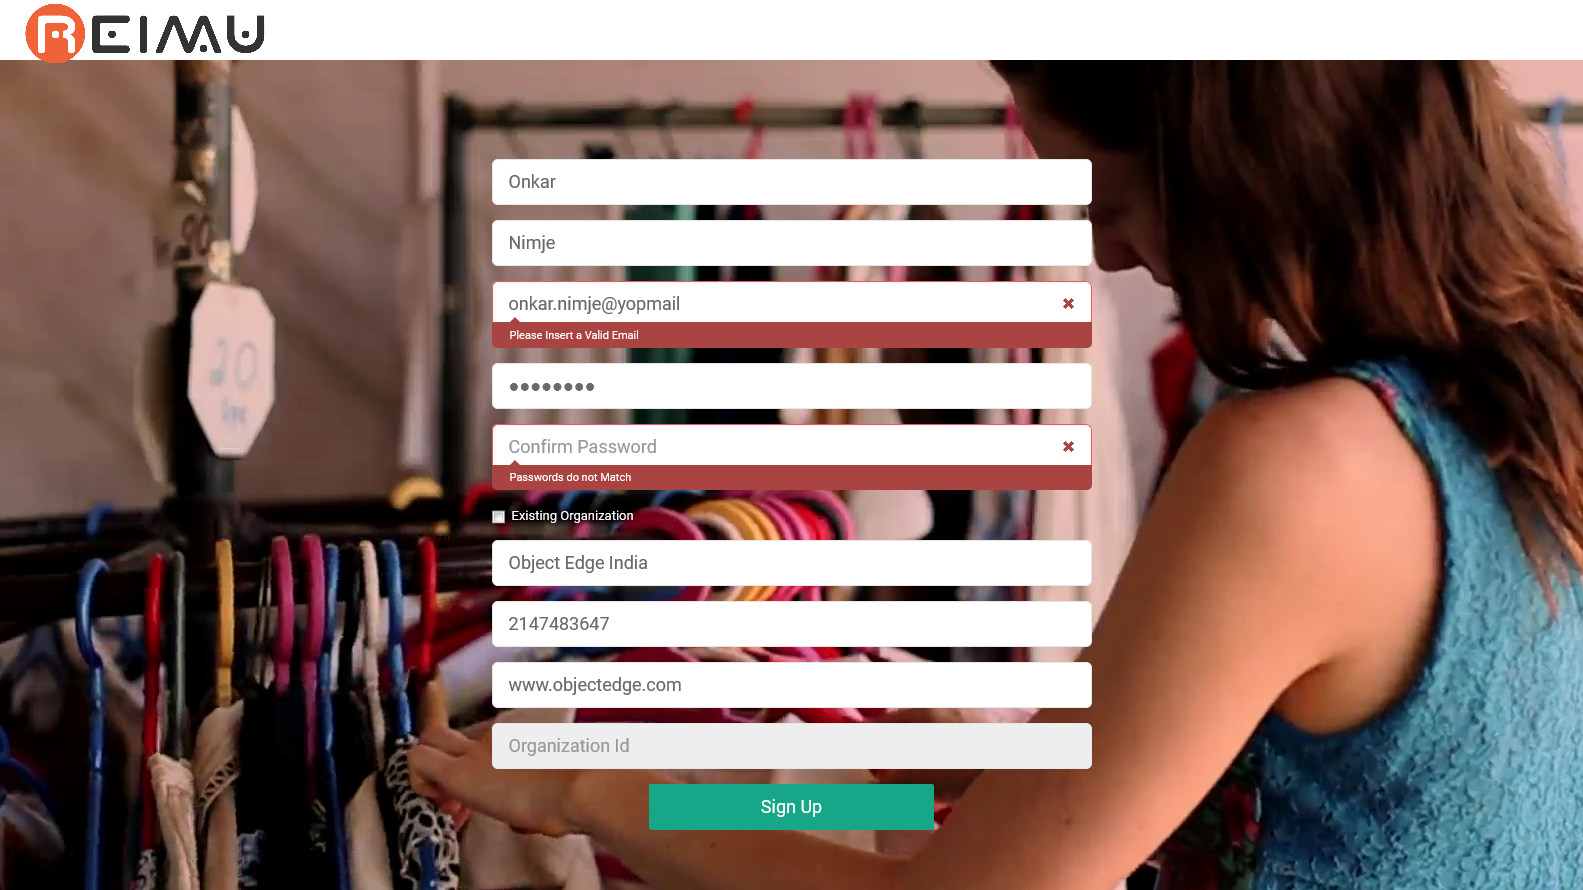 REIMU
Onkar
Nimje
onkar.nimje@yopmail
Please Insert a Valid Email
●●●●●●●●
Confirm Password
Passwords do not Match
Existing Organization
Object Edge India
2147483647
www.objectedge.com
Organization Id
Sign Up
20